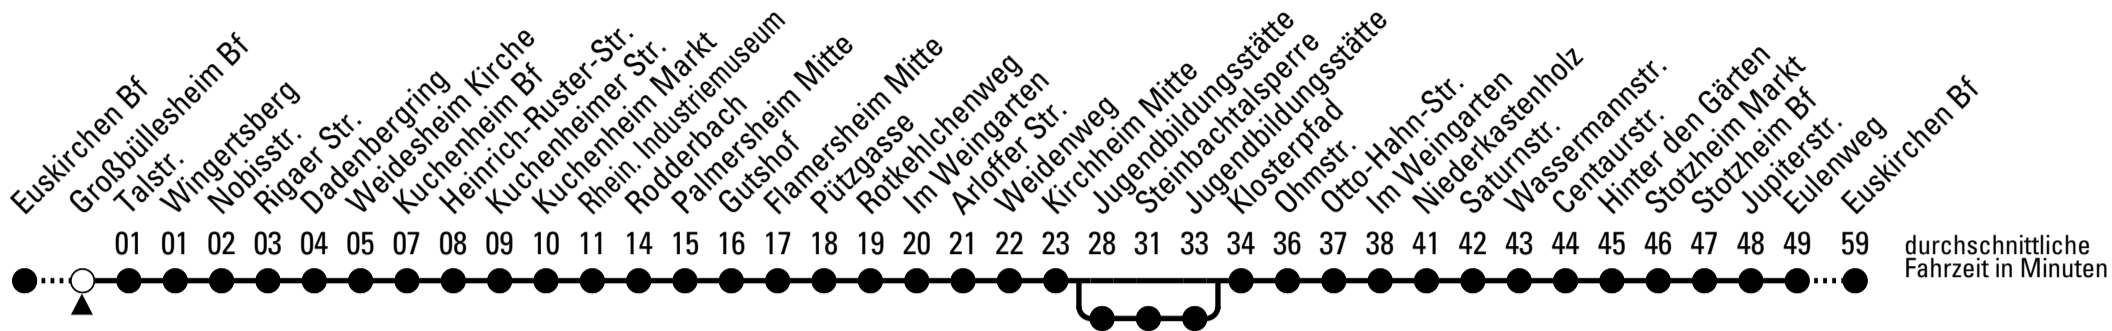 Euskirchen Bf
Großbüllesheim Bf
Talstr.
Wingertsberg
Nobisstr.
Rigaer Str.
Dadenbergring
Weidesheim Kirche
Kuchenheim Bf
Heinrich-Ruster-Str.
Kuchenheimer Str.
Kuchenheim Markt
Rhein. Industriemuseum
Rodderbach
Palmersheim Mitte
Gutshof
Flamersheim Mitte
Pützgasse
Rotkehlchenweg
Im Weingarten
Arloffer Str.
Weidenweg
Kirchheim Mitte
Jugendbildungsstätte
Steinbachtalsperre
Jugendbildungsstätte
Klosterpfad
Ohmstr.
Otto-Hahn-Str.
Im Weingarten
Niederkastenholz
Saturnstr.
Wassermannstr.
Centaurstr.
Hinter den Gärten
Stotzheim Markt
Stotzheim Bf
Jupiterstr.
Eulenweg
Euskirchen Bf
01 01 02 03 04 05 07 08 09 10 11 14 15 16 17 18 19 20 21 22 23 28 31 33 34 36 37 38 41 42 43 44 45 46 47 48 49 59
durchschnittliche
Fahrzeit in Minuten